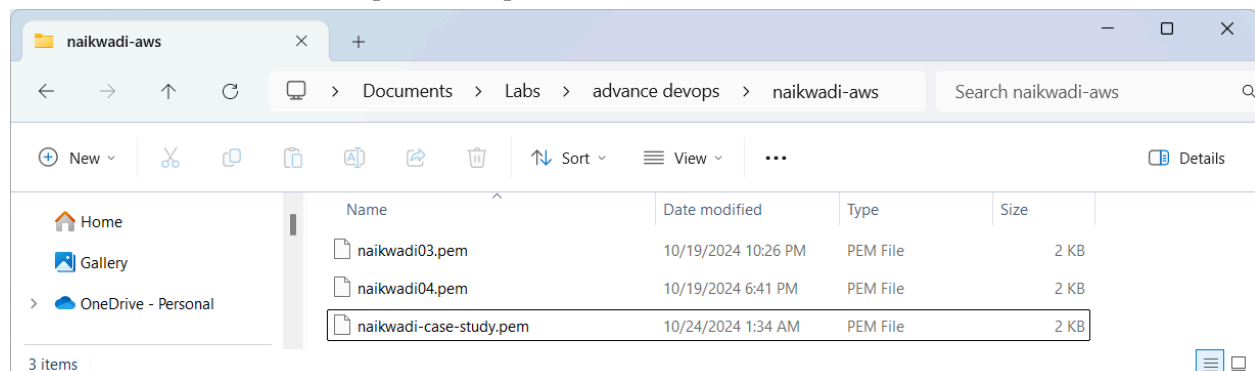 naikwadi-aws
Documents > Labs > advance devops > naikwadi-aws Search naikwadi-aws
New Sort View Details
Name Date modified Type Size
Home
Gallery
OneDrive - Personal
naikwadi03.pem 10/19/2024 10:26 PM PEM File 2 KB
naikwadi04.pem 10/19/2024 6:41 PM PEM File 2 KB
naikwadi-case-study.pem 10/24/2024 1:34 AM PEM File 2 KB
3 items